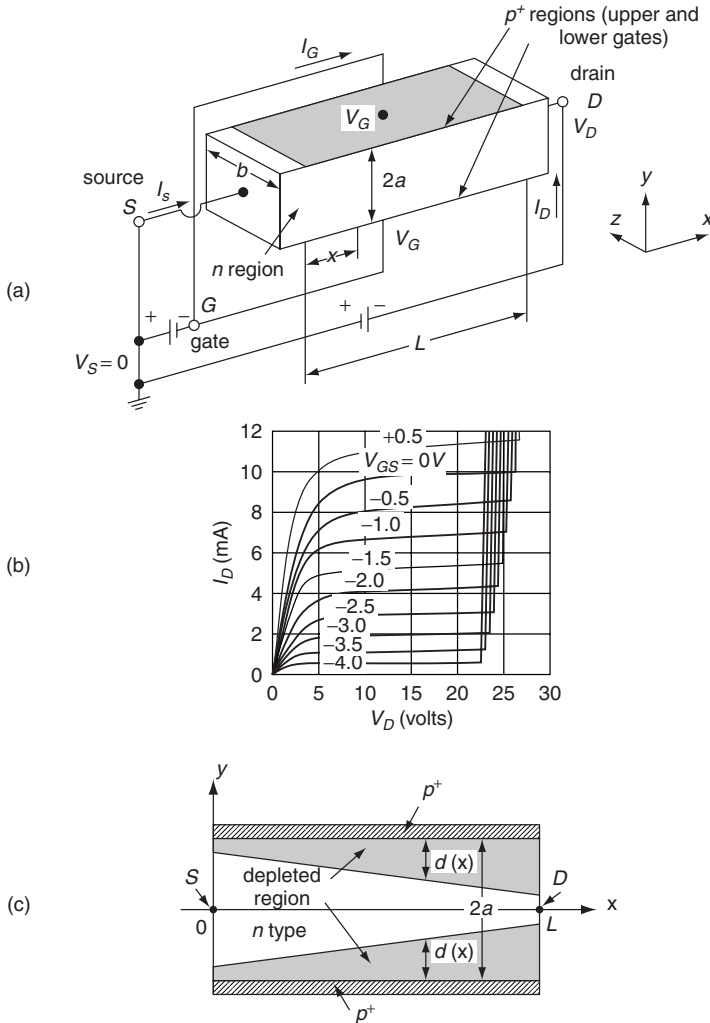 p⁺ regions (upper and
lower gates)
I_G
drain
D
V_D
V_G
b
2a
source
I_s
S
I_D
y
z
x
n region
x
V_G
(a)
+
−
G
gate
+
−
L
V_S = 0
12
10
8
6
4
2
0
I_D (mA)
+0.5
V_GS = 0V
−0.5
−1.0
−1.5
−2.0
−2.5
−3.0
−3.5
−4.0
(b)
0
5
10
15
20
25
30
V_D (volts)
y
p⁺
S
depleted
region
d (x)
2a
D
(c)
0
n type
d (x)
L
x
p⁺